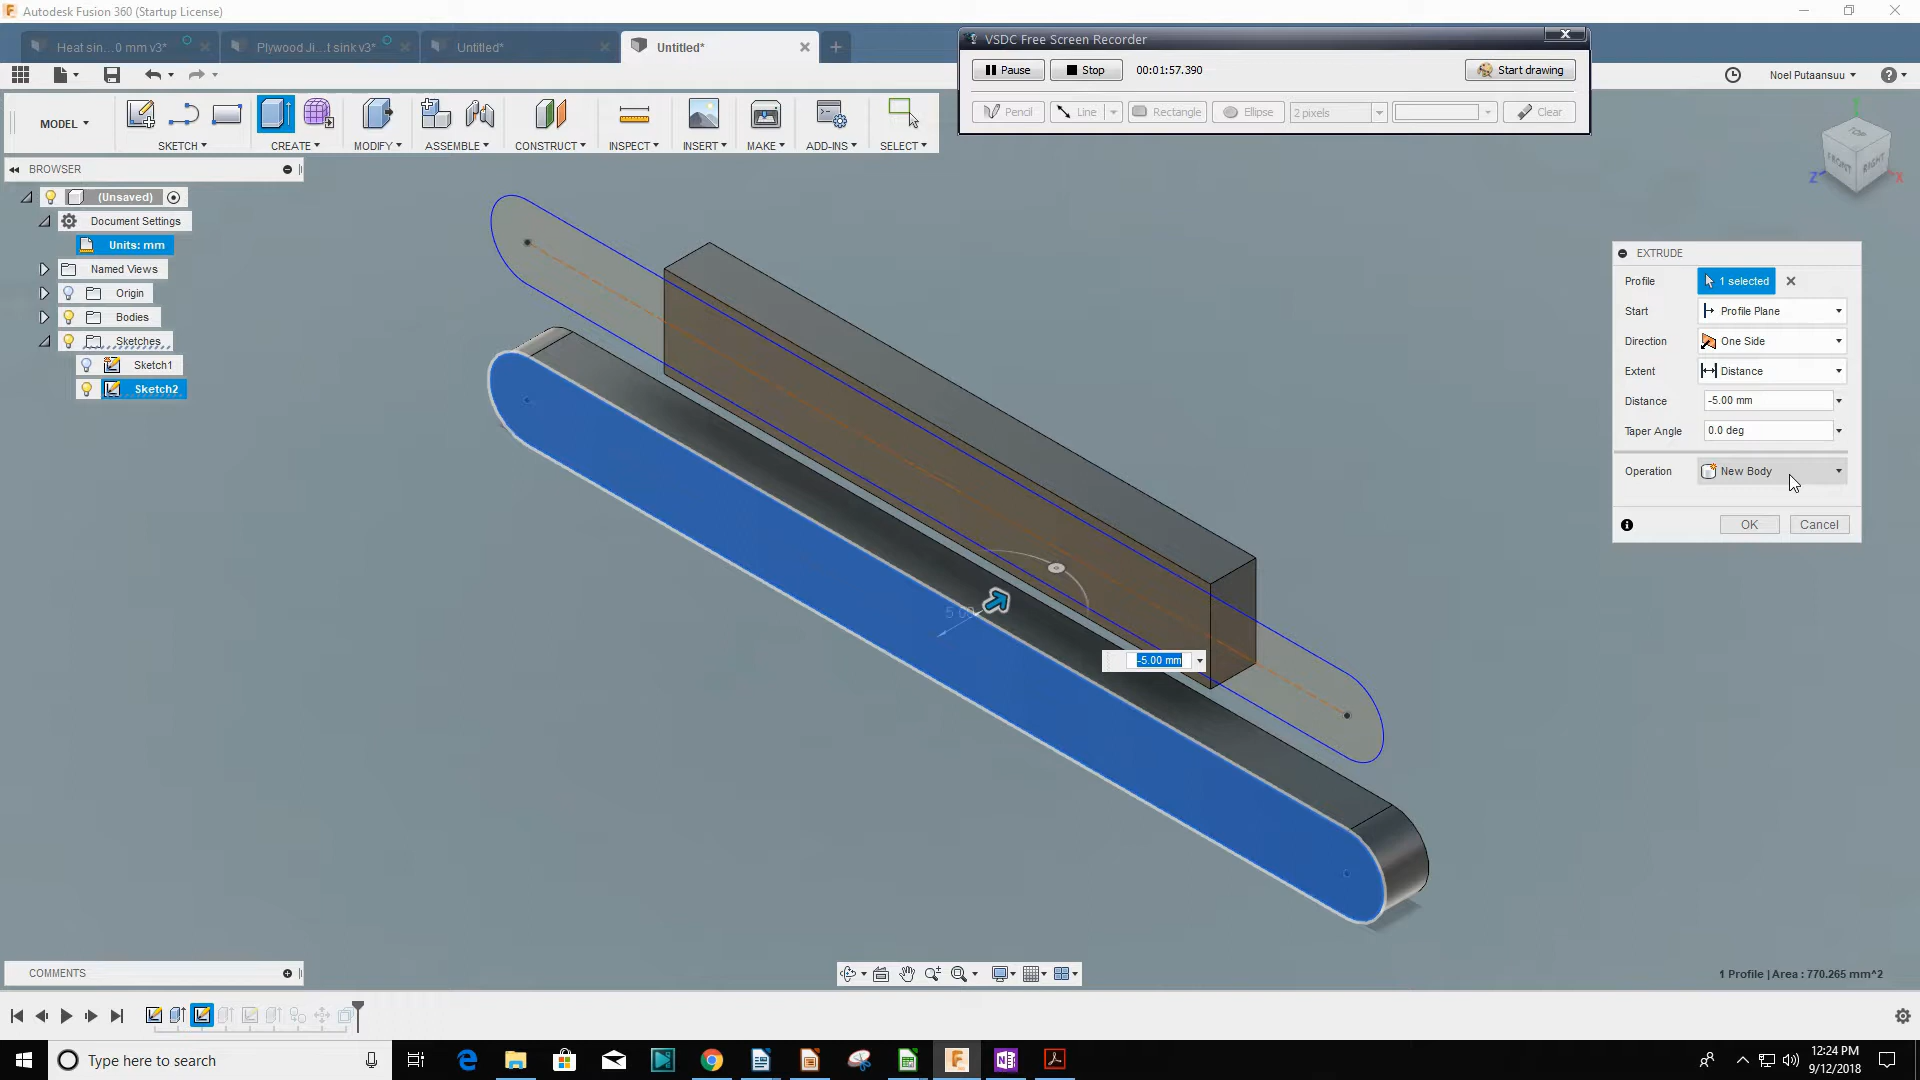 Autodesk Fusion 360 (Startup License)
Heat sin...0 mm v3*
Plywood Ji...t sink v3*
Untitled*
Untitled*
VSDC Free Screen Recorder
Pause
Stop
00:01:57.390
Start drawing
Pencil
Line
Rectangle
Ellipse
2 pixels
Clear
Noel Putaansuu
MODEL
SKETCH
CREATE
MODIFY
ASSEMBLE
CONSTRUCT
INSPECT
INSERT
MAKE
ADD-INS
SELECT
BROWSER
(Unsaved)
Document Settings
Units: mm
Named Views
Origin
Bodies
Sketches
Sketch1
Sketch2
TOP
FRONT
RIGHT
Z
X
EXTRUDE
Profile 1 selected
Start Profile Plane
Direction One Side
Extent Distance
Distance -5.00 mm
Taper Angle 0.0 deg
Operation New Body
OK Cancel
5.00
-5.00 mm
COMMENTS
1 Profile | Area : 770.265 mm^2
Type here to search
12:24 PM
9/12/2018